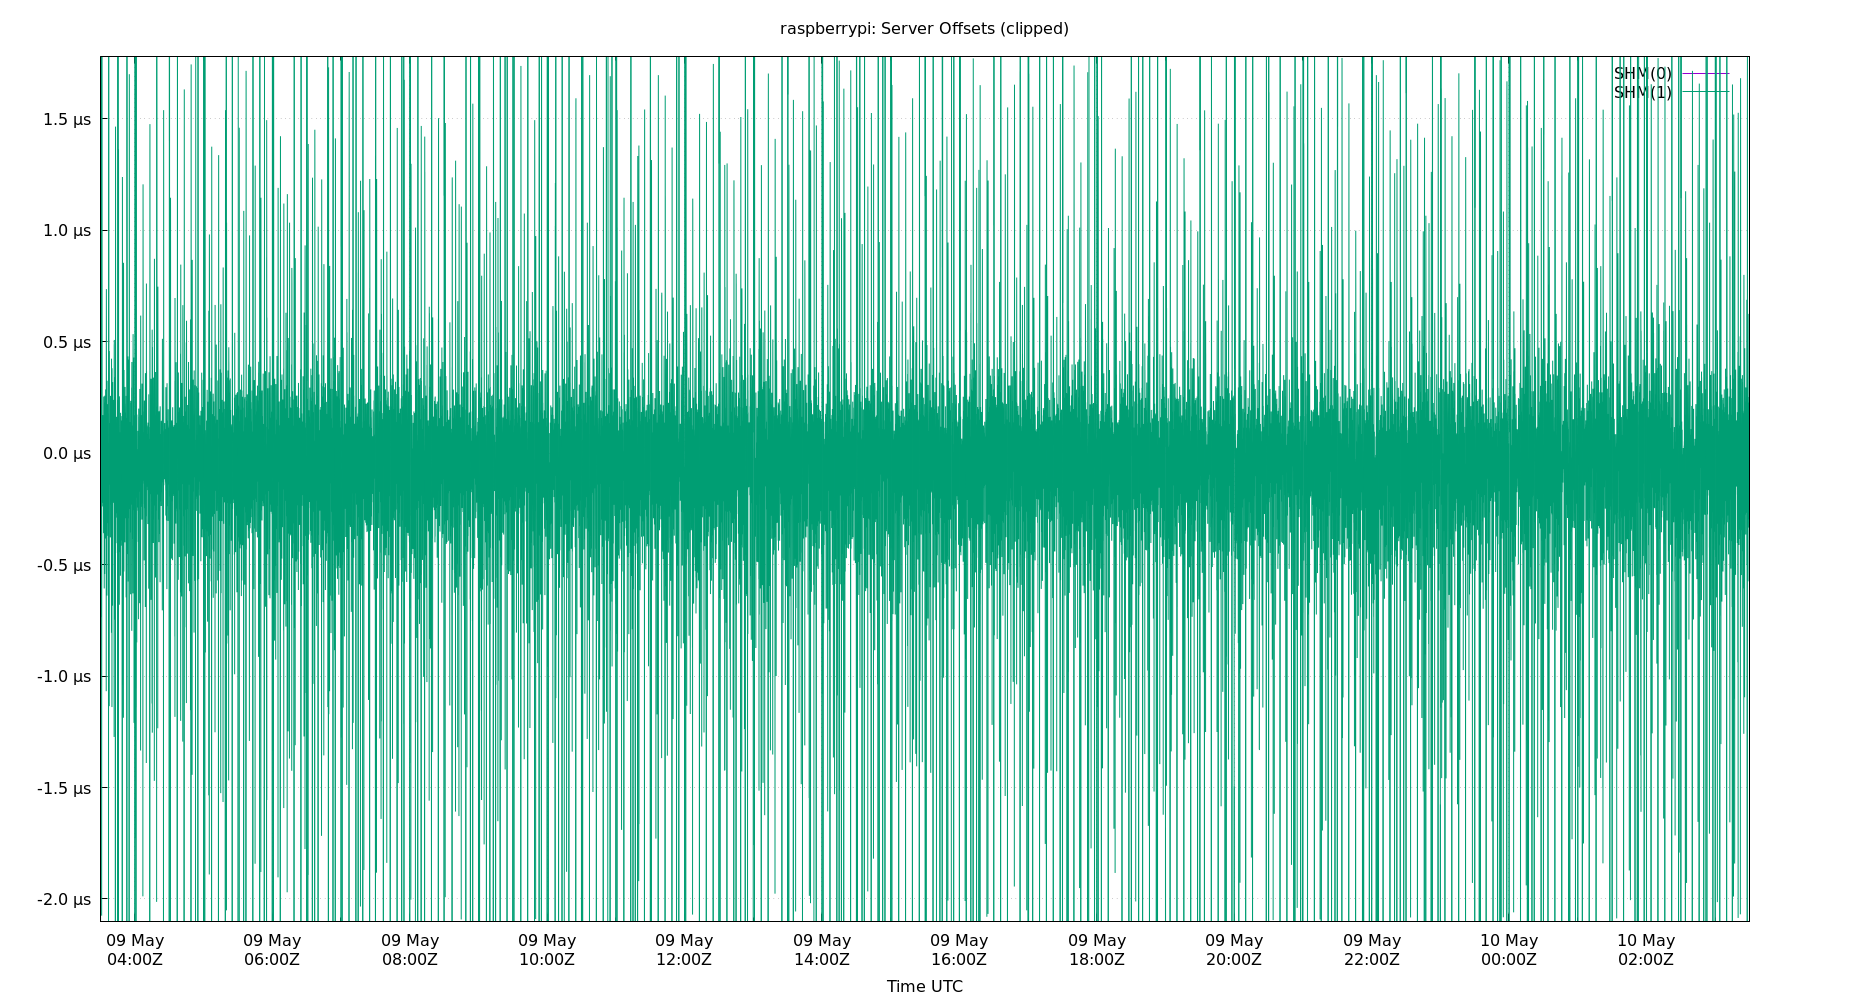 raspberrypi: Server Offsets (clipped)
SHM(0)
SHM(1)
1.5 µs
1.0 µs
0.5 µs
0.0 µs
-0.5 µs
-1.0 µs
-1.5 µs
-2.0 µs
09 May 09 May 09 May 09 May 09 May 09 May 09 May 09 May 09 May 09 May 10 May 10 May
04:00Z 06:00Z 08:00Z 10:00Z 12:00Z 14:00Z 16:00Z 18:00Z 20:00Z 22:00Z 00:00Z 02:00Z
Time UTC